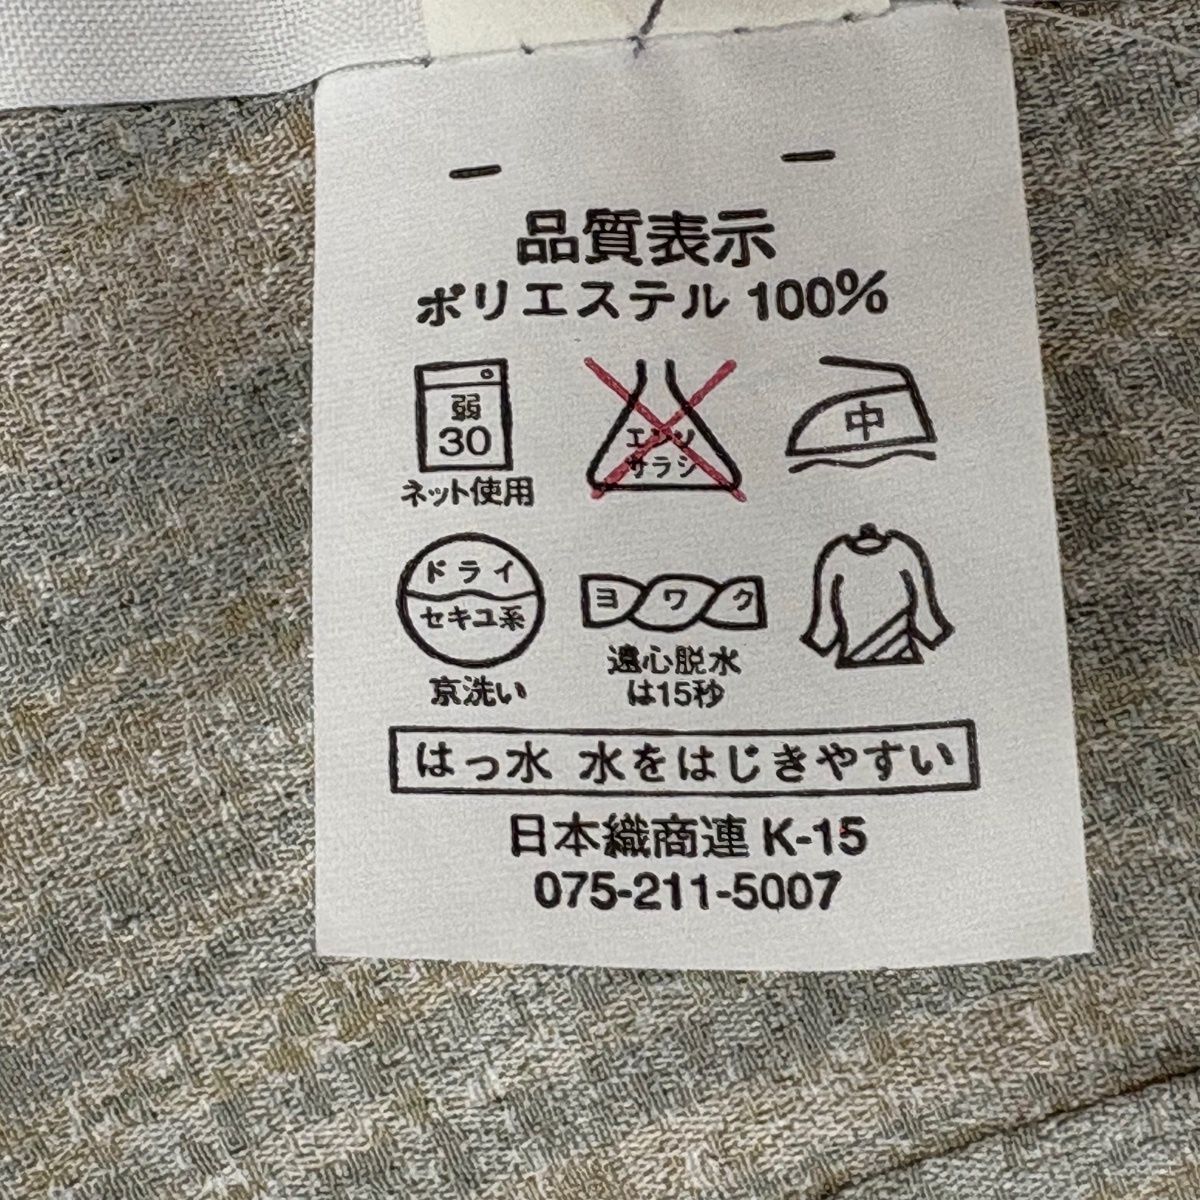 品質表示
ポリエステル 100%
弱
30
ネット使用
エンソ
サラシ
中
ドライ
セキユ系
京洗い
ヨワク
遠心脱水
は15秒
はっ水 水をはじきやすい
日本織商連 K-15
075-211-5007